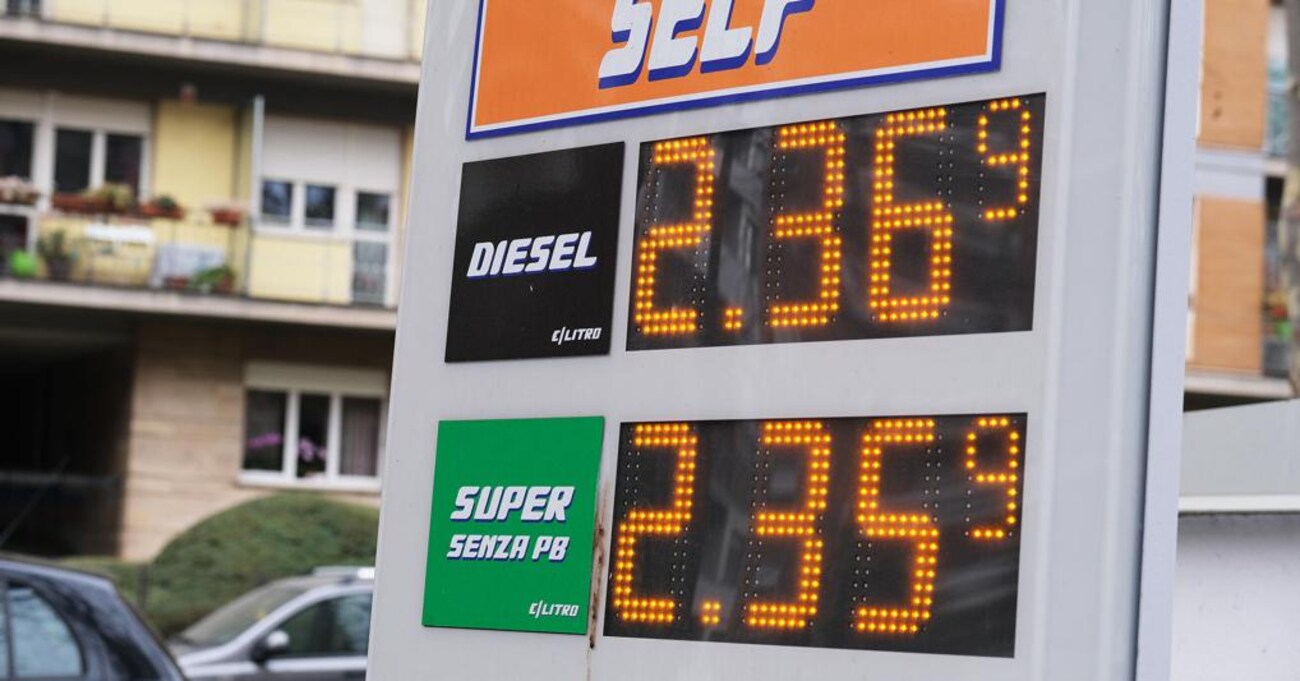 SELF
DIESEL
€/LITRO
2.369
SUPER
SENZA PB
€/LITRO
2.359